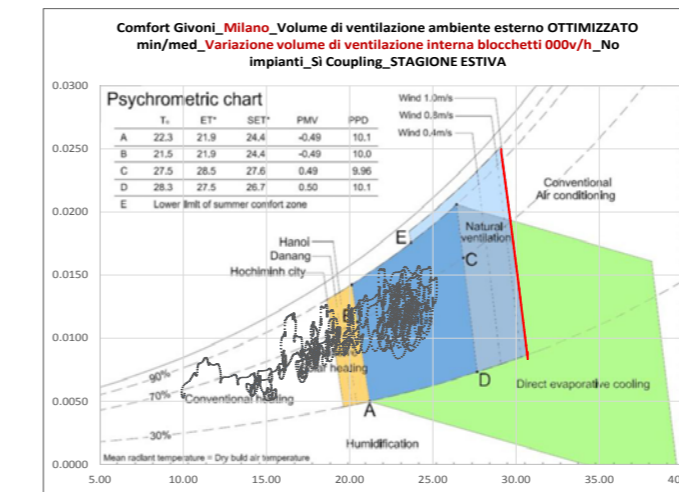 Comfort Givoni_Milano_Volume di ventilazione ambiente esterno OTTIMIZZATO
min/med_Variazione volume di ventilazione interna blocchetti 000v/h_No
impianti_Sì Coupling_STAGIONE ESTIVA
0.0300
0.0250
0.0200
0.0150
0.0100
0.0050
0.0000
Psychrometric chart
ET* SET* PMV PPD
A 22.3 21.9 24.4 -0.49 10.1
B 21.5 21.9 24.4 -0.49 10.0
C 27.5 28.5 27.6 0.49 9.96
D 28.3 27.5 26.7 0.50 10.1
E Lower limit of summer comfort zone
Wind 1.0m/s
Wind 0.8m/s
Wind 0.4m/s
Conventional
Air conditioning
Natural
ventilation
E
C
Hanoi
Danang
Hochiminh city
heating
90%
70%
Conventional heating
30%
A
D
Direct evaporative cooling
Humidification
Mean radiant temperature = Dry buld air temperature
5.00 10.00 15.00 20.00 25.00 30.00 35.00